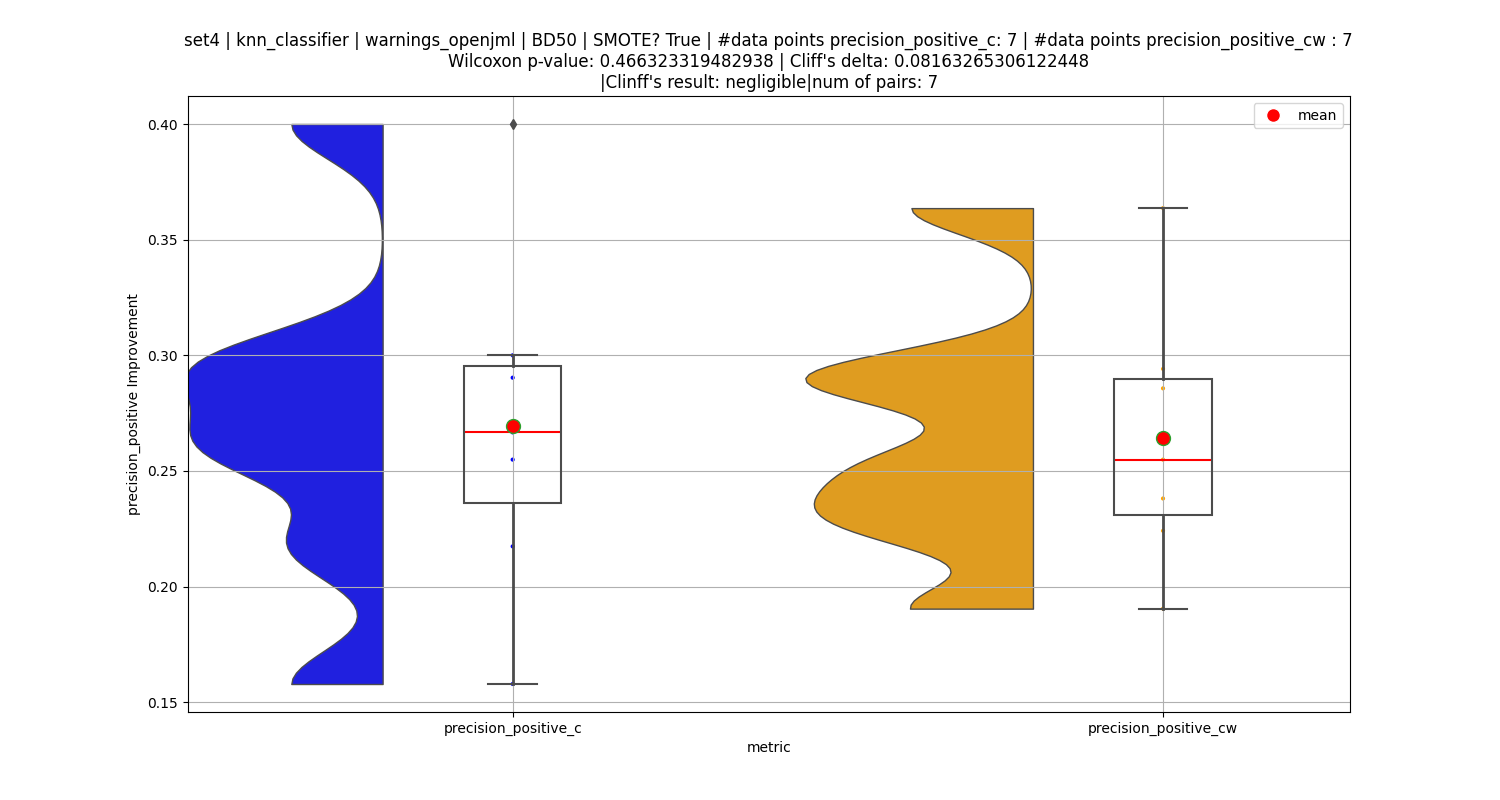 set4 | knn_classifier | warnings_openjml | BD50 | SMOTE? True | #data points precision_positive_c: 7 | #data points precision_positive_cw : 7
Wilcoxon p-value: 0.466323319482938 | Cliff's delta: 0.08163265306122448
|Clinff's result: negligible|num of pairs: 7
mean
0.40
0.35
0.30
0.25
0.20
0.15
precision_positive Improvement
precision_positive_c
precision_positive_cw
metric